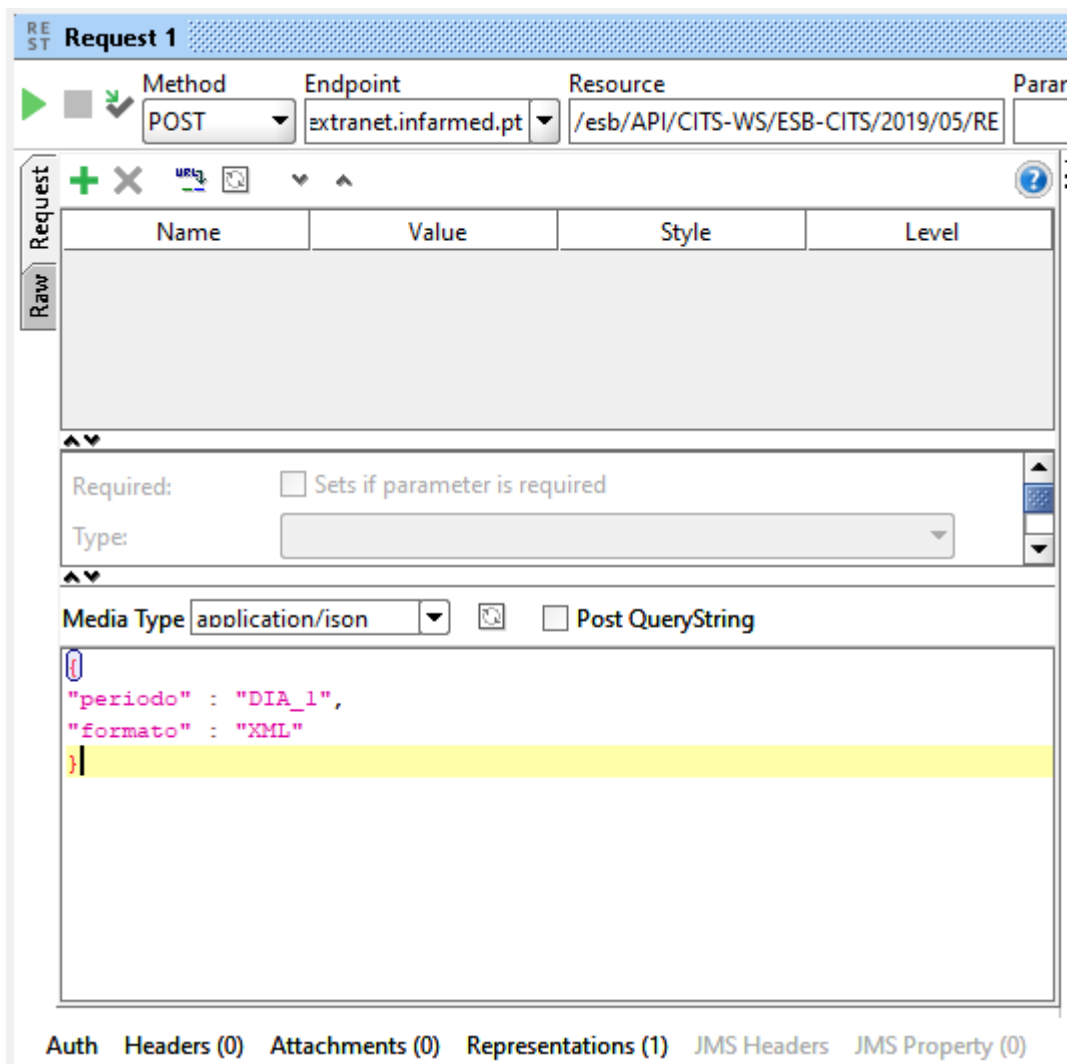 RE
ST
Request 1
Method Endpoint Resource Parar
POST extranet.infarmed.pt /esb/API/CITS-WS/ESB-CITS/2019/05/RE
Request
Raw
URL
?
Name Value Style Level
Required: Sets if parameter is required
Type:
Media Type application/json Post QueryString
{
"periodo" : "DIA_1",
"formato" : "XML"
}
Auth Headers (0) Attachments (0) Representations (1) JMS Headers JMS Property (0)